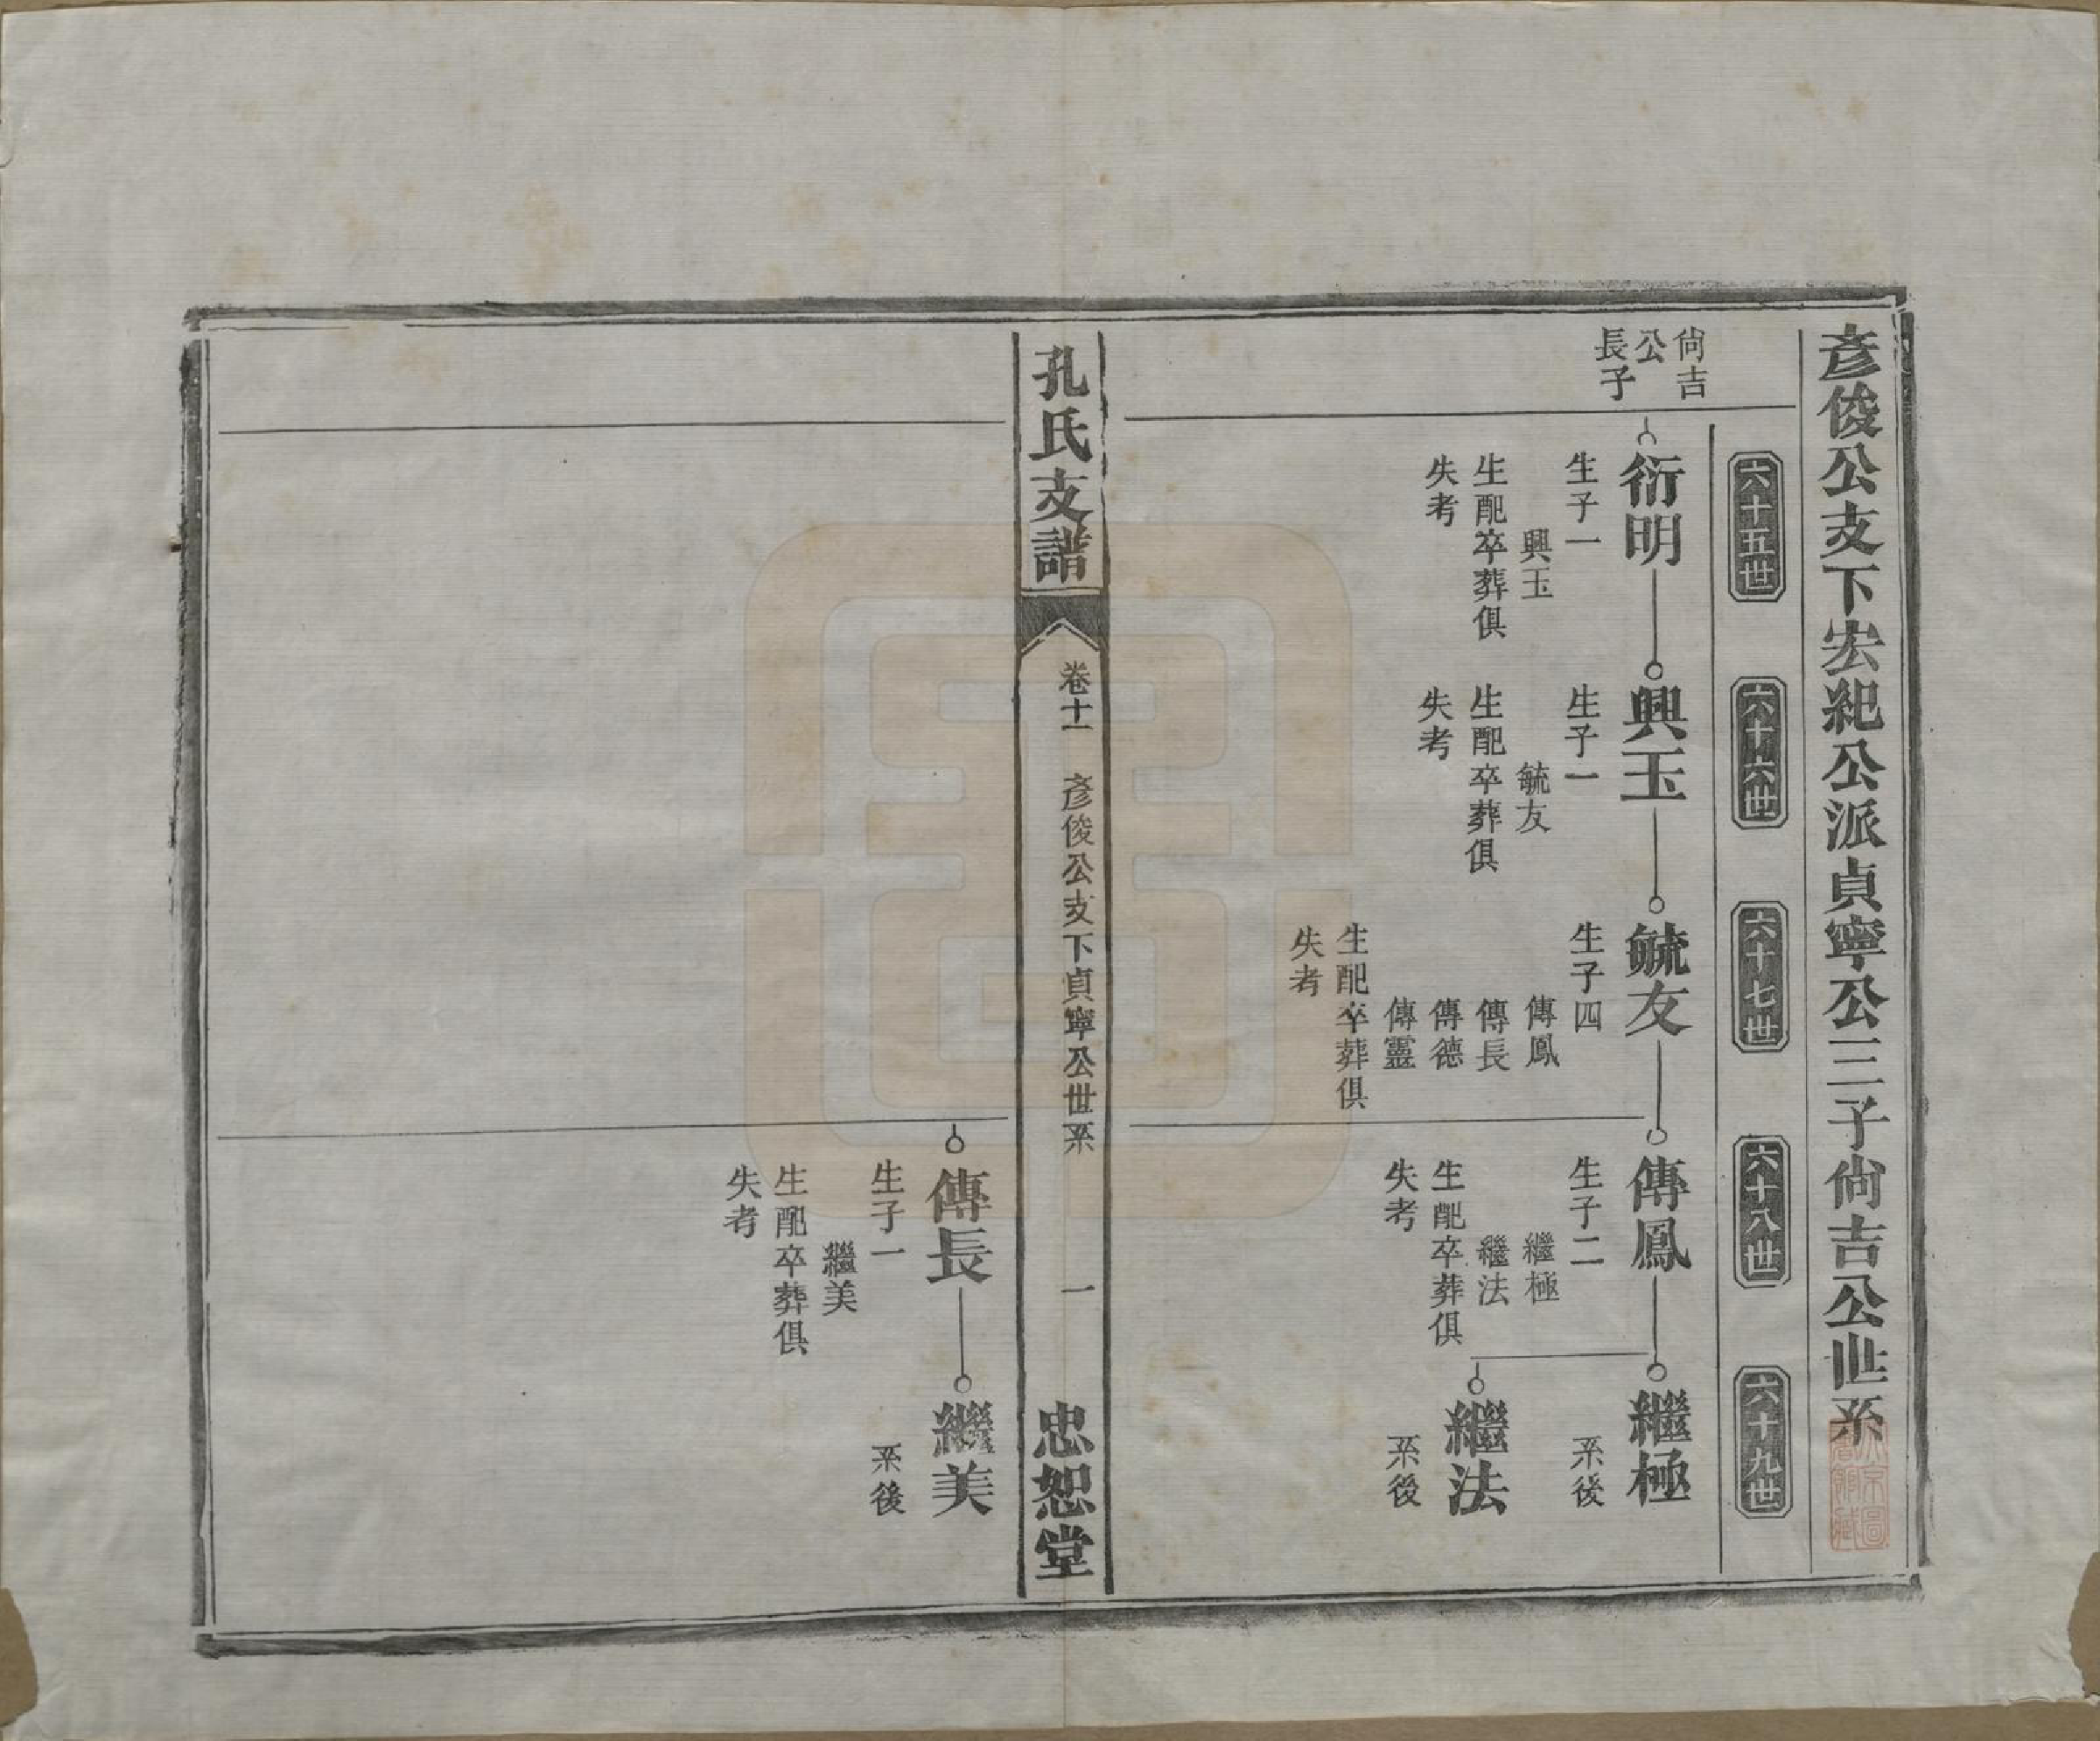 彥俊公支下宏紀公派貞寧公三子尙吉公世系
六十五世
六十六世
六十七世
六十八世
六十九世
尙吉
公
長子
衍明
生子一
興玉
生配卒葬俱
失考
興玉
生子一
毓友
生配卒葬俱
失考
毓友
生子四
傳鳳
傳長
傳德
傳靈
生配卒葬俱
失考
傳鳳
生子二
繼極
繼法
生配卒葬俱
失考
繼極
系後
繼法
系後
孔氏支譜
卷十一
彥俊公支下貞寧公世系
一
忠恕堂
傳長
生子一
繼美
生配卒葬俱
失考
繼美
系後